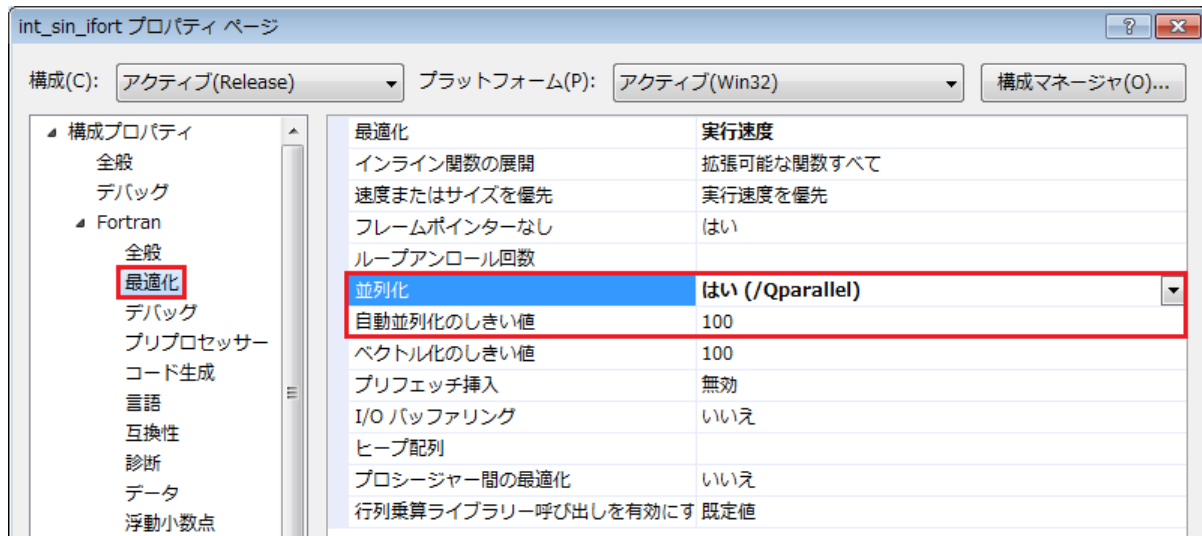 int_sin_ifort プロパティ ページ
構成(C): アクティブ(Release) プラットフォーム(P): アクティブ(Win32) 構成マネージャ(O)...
構成プロパティ
全般
デバッグ
Fortran
全般
最適化
デバッグ
プリプロセッサー
コード生成
言語
互換性
診断
データ
浮動小数点
最適化 実行速度
インライン関数の展開 拡張可能な関数すべて
速度またはサイズを優先 実行速度を優先
フレームポインターなし はい
ループアンロール回数
並列化 はい (/Qparallel)
自動並列化のしきい値 100
ベクトル化のしきい値 100
プリフェッチ挿入 無効
I/O バッファリング いいえ
ヒープ配列
プロシージャー間の最適化 いいえ
行列乗算ライブラリー呼び出しを有効にす 既定値